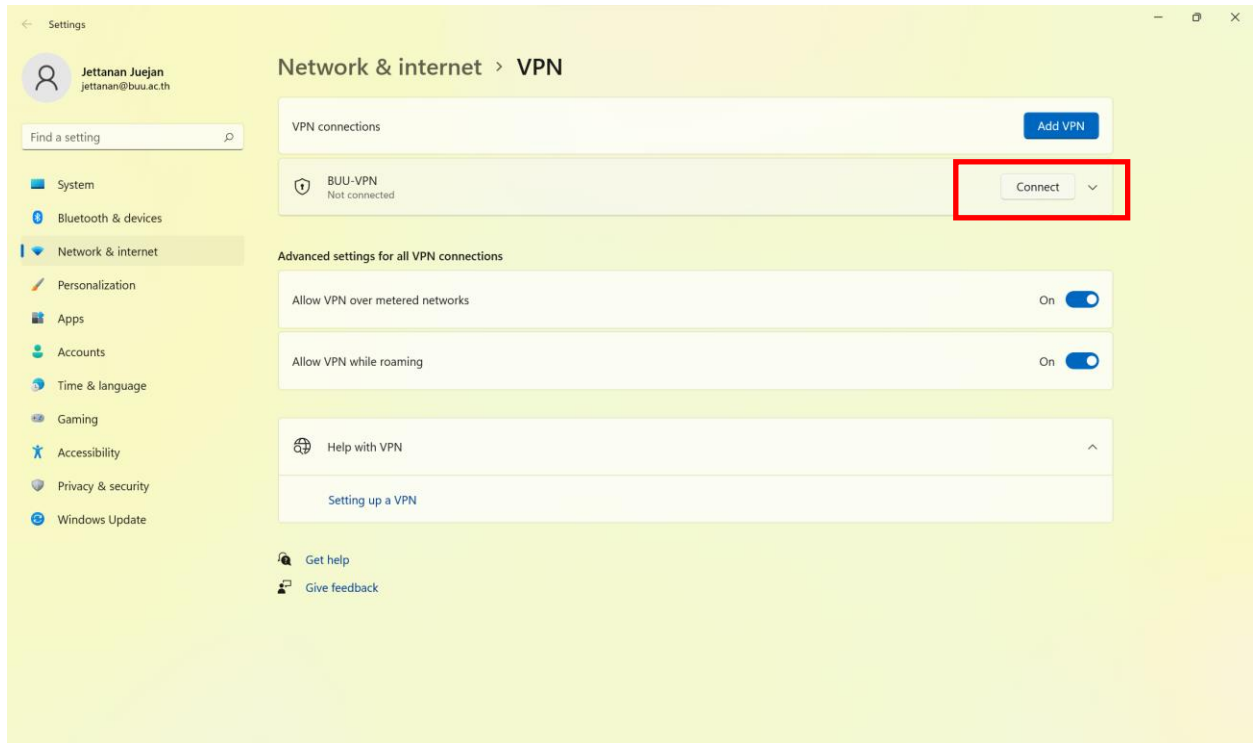 Settings
Jettanan Juejan
jettanan@buu.ac.th
Find a setting
System
Bluetooth & devices
Network & internet
Personalization
Apps
Accounts
Time & language
Gaming
Accessibility
Privacy & security
Windows Update
Network & internet > VPN
VPN connections
Add VPN
BUU-VPN
Not connected
Connect
Advanced settings for all VPN connections
Allow VPN over metered networks
On
Allow VPN while roaming
On
Help with VPN
Setting up a VPN
Get help
Give feedback